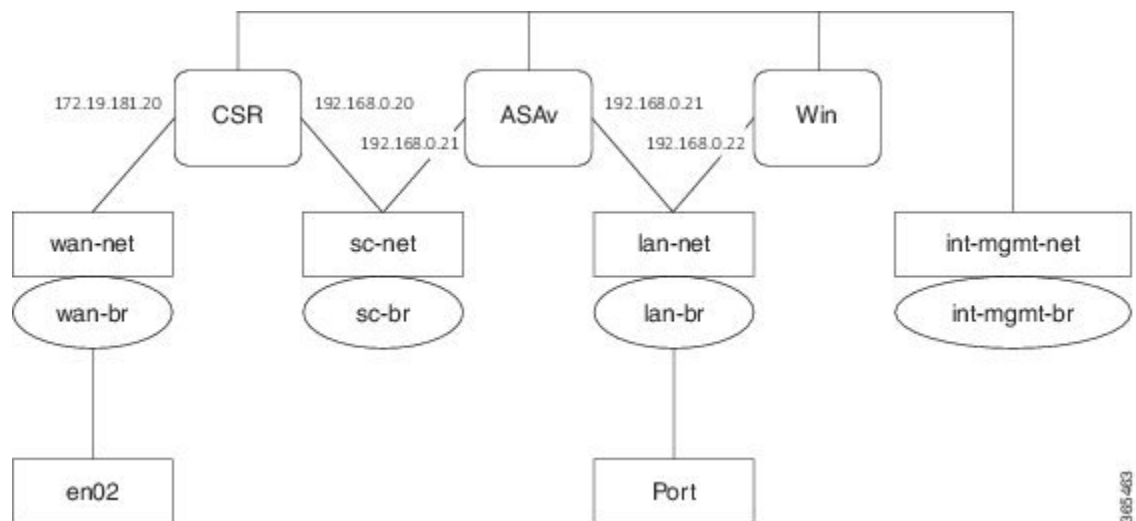 CSR
ASAv
Win
172.19.181.20
192.168.0.20
192.168.0.21
192.168.0.21
192.168.0.22
wan-net
sc-net
lan-net
int-mgmt-net
wan-br
sc-br
lan-br
int-mgmt-br
en02
Port
365463